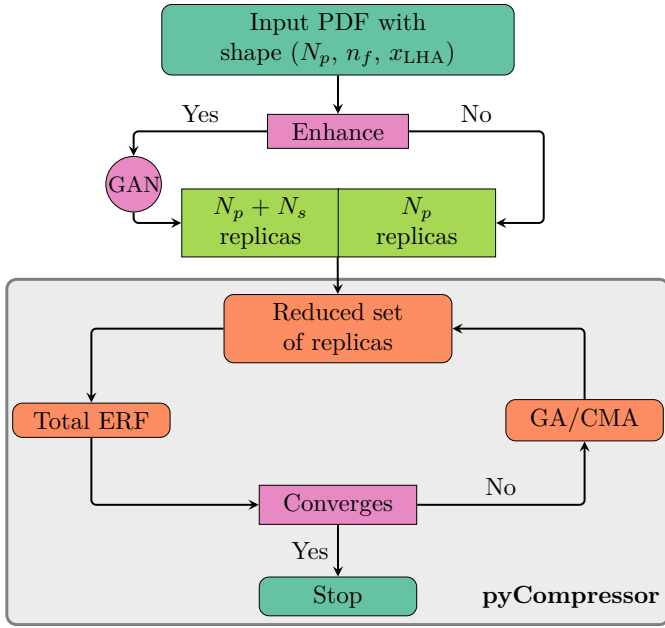 Input PDF with
shape (N_p, n_f, x_LHA)
Yes
No
Enhance
GAN
N_p + N_s
replicas
N_p
replicas
Reduced set
of replicas
Total ERF
GA/CMA
Converges
No
Yes
Stop
pyCompressor